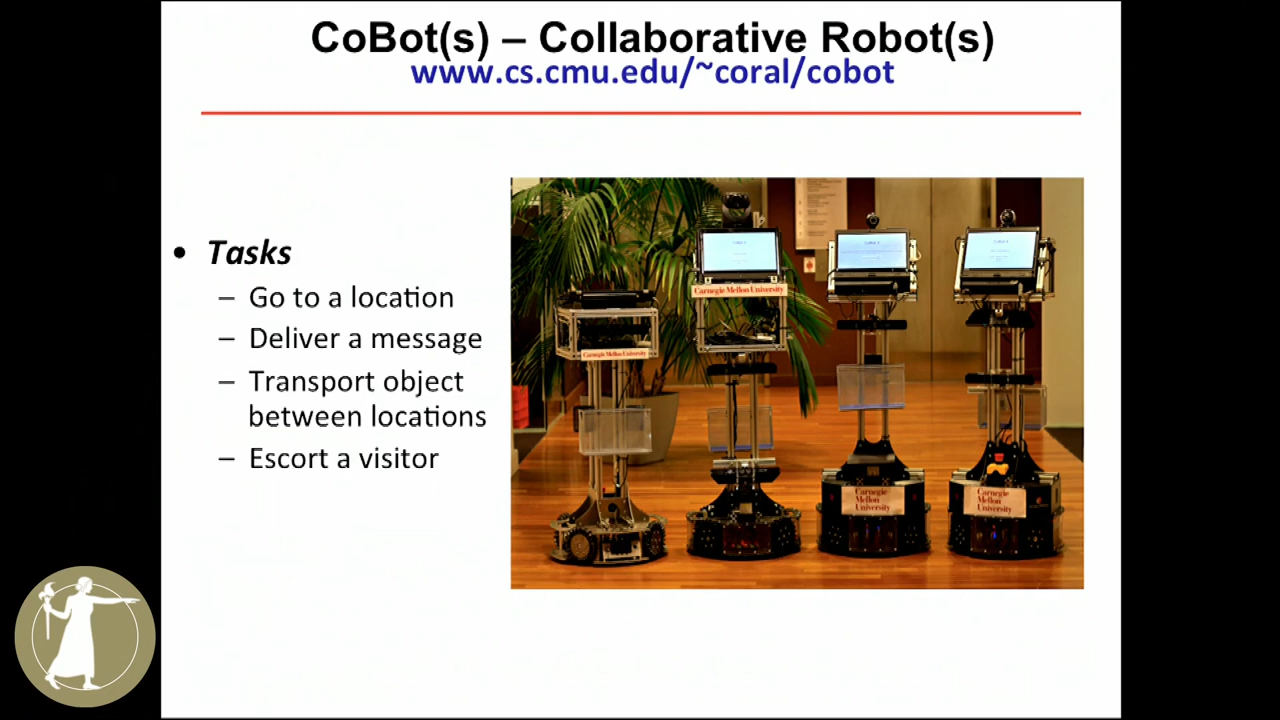 CoBot(s) – Collaborative Robot(s)
www.cs.cmu.edu/~coral/cobot
• Tasks
– Go to a location
– Deliver a message
– Transport object
between locations
– Escort a visitor
Carnegie Mellon University
Carnegie Mellon University
Carnegie
Mellon
University
Carnegie
Mellon
University